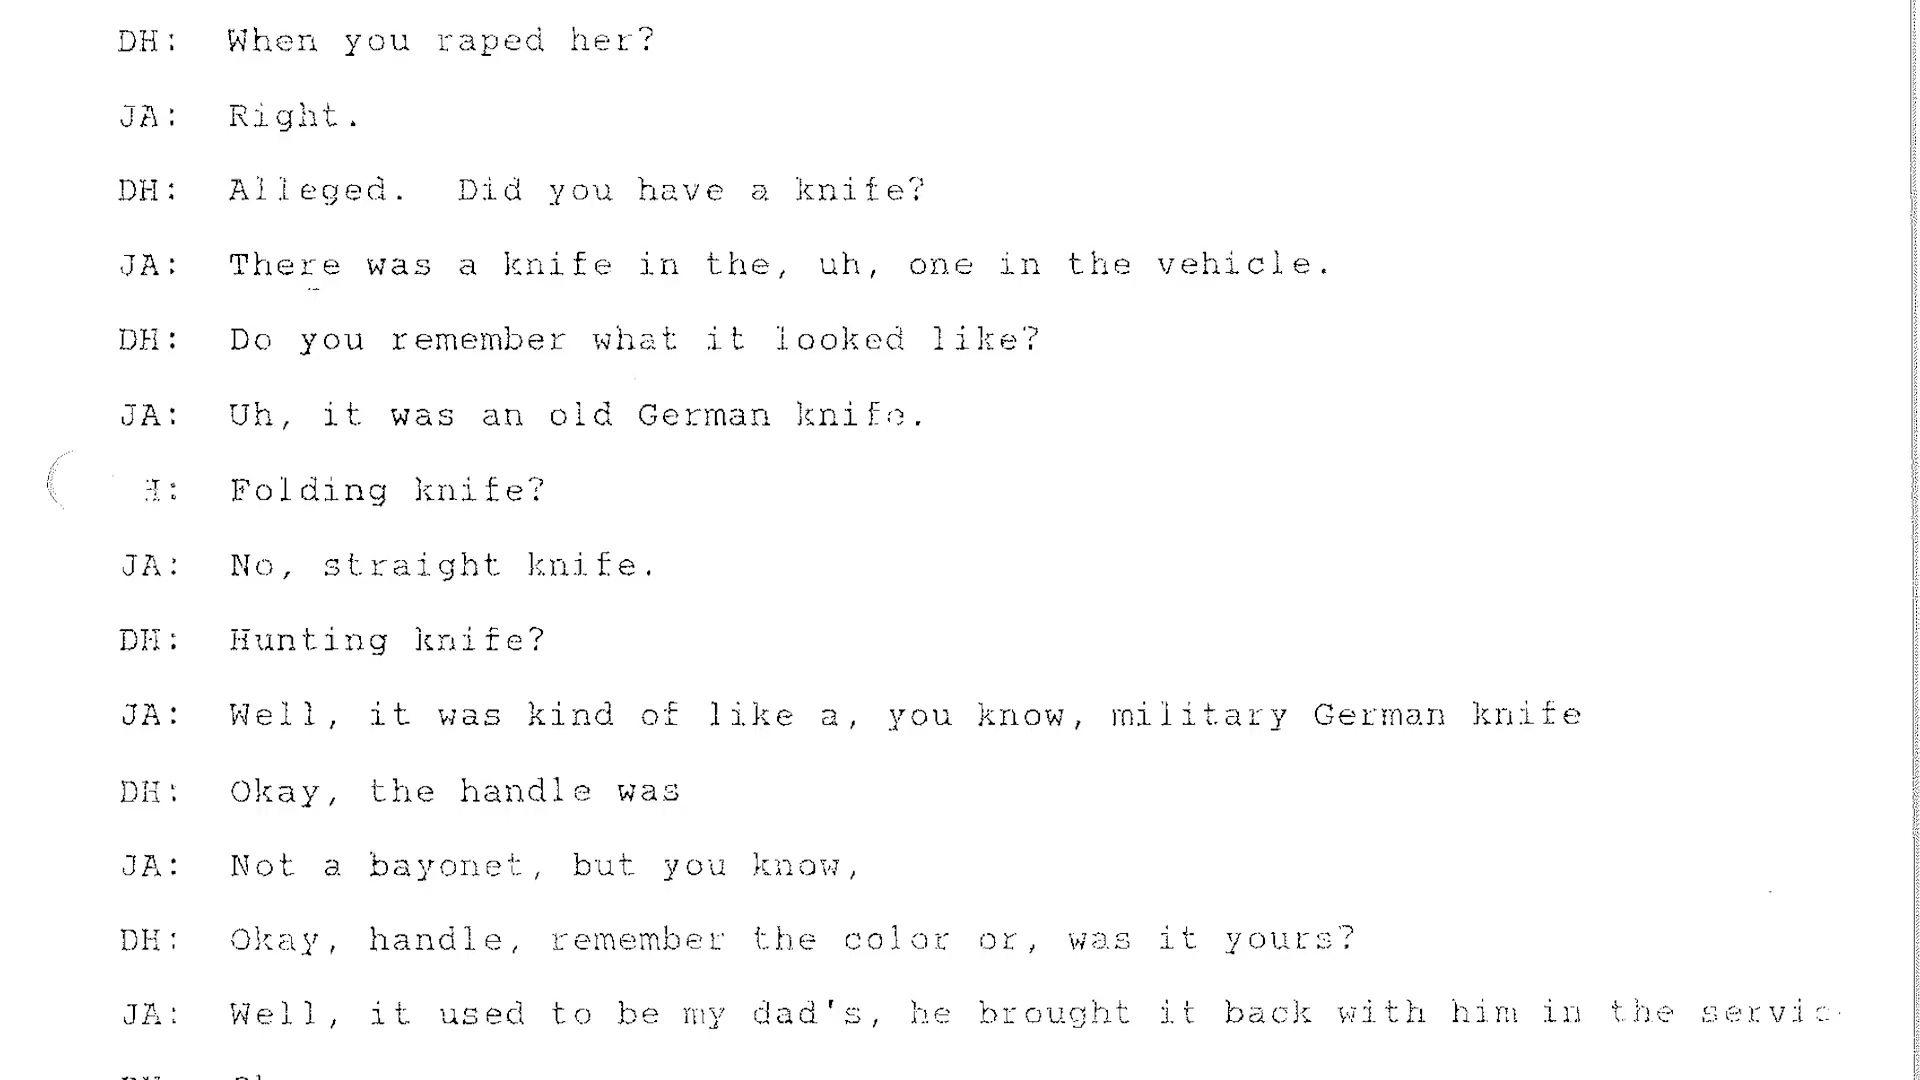 DH: When you raped her?
JA: Right.
DH: Alleged. Did you have a knife?
JA: There was a knife in the, uh, one in the vehicle.
DH: Do you remember what it looked like?
JA: Uh, it was an old German knife.
H: Folding knife?
JA: No, straight knife.
DH: Hunting knife?
JA: Well, it was kind of like a, you know, military German knife
DH: Okay, the handle was
JA: Not a bayonet, but you know,
DH: Okay, handle, remember the color or, was it yours?
JA: Well, it used to be my dad's, he brought it back with him in the servic